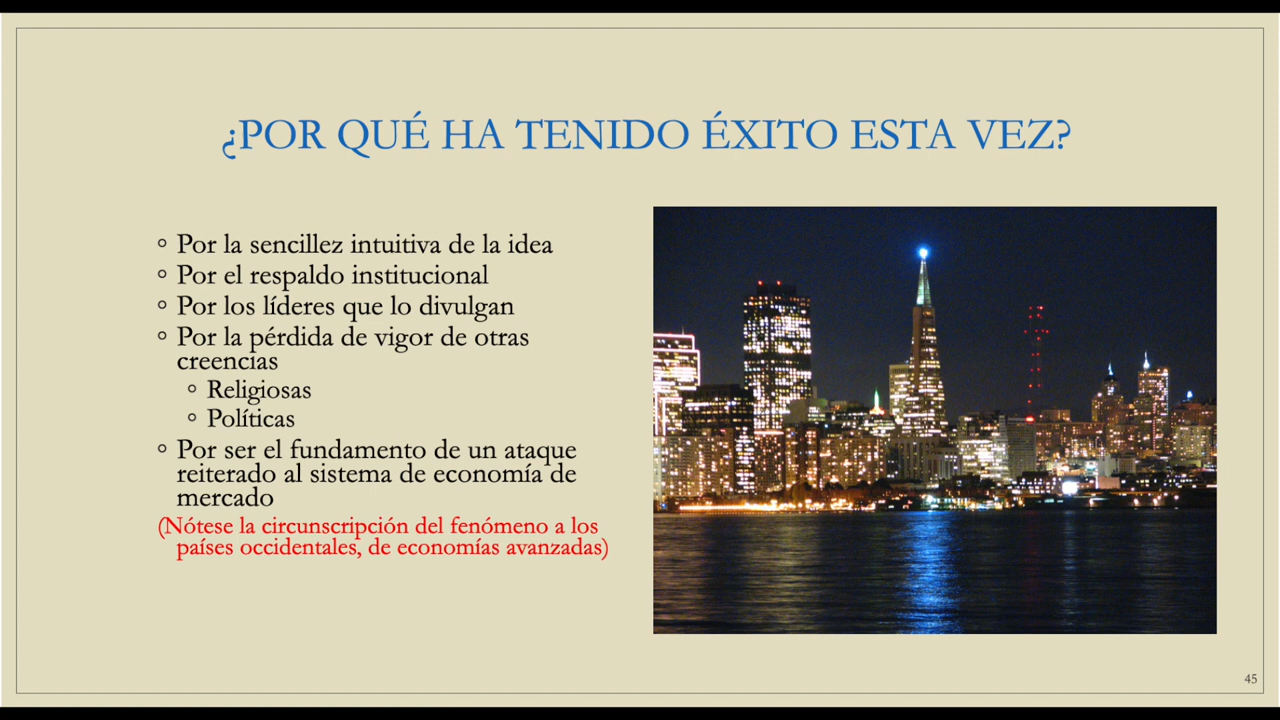 ¿POR QUÉ HA TENIDO ÉXITO ESTA VEZ?
◦ Por la sencillez intuitiva de la idea
◦ Por el respaldo institucional
◦ Por los líderes que lo divulgan
◦ Por la pérdida de vigor de otras
creencias
◦ Religiosas
◦ Políticas
◦ Por ser el fundamento de un ataque
reiterado al sistema de economía de
mercado
(Nótese la circunscripción del fenómeno a los
países occidentales, de economías avanzadas)
45